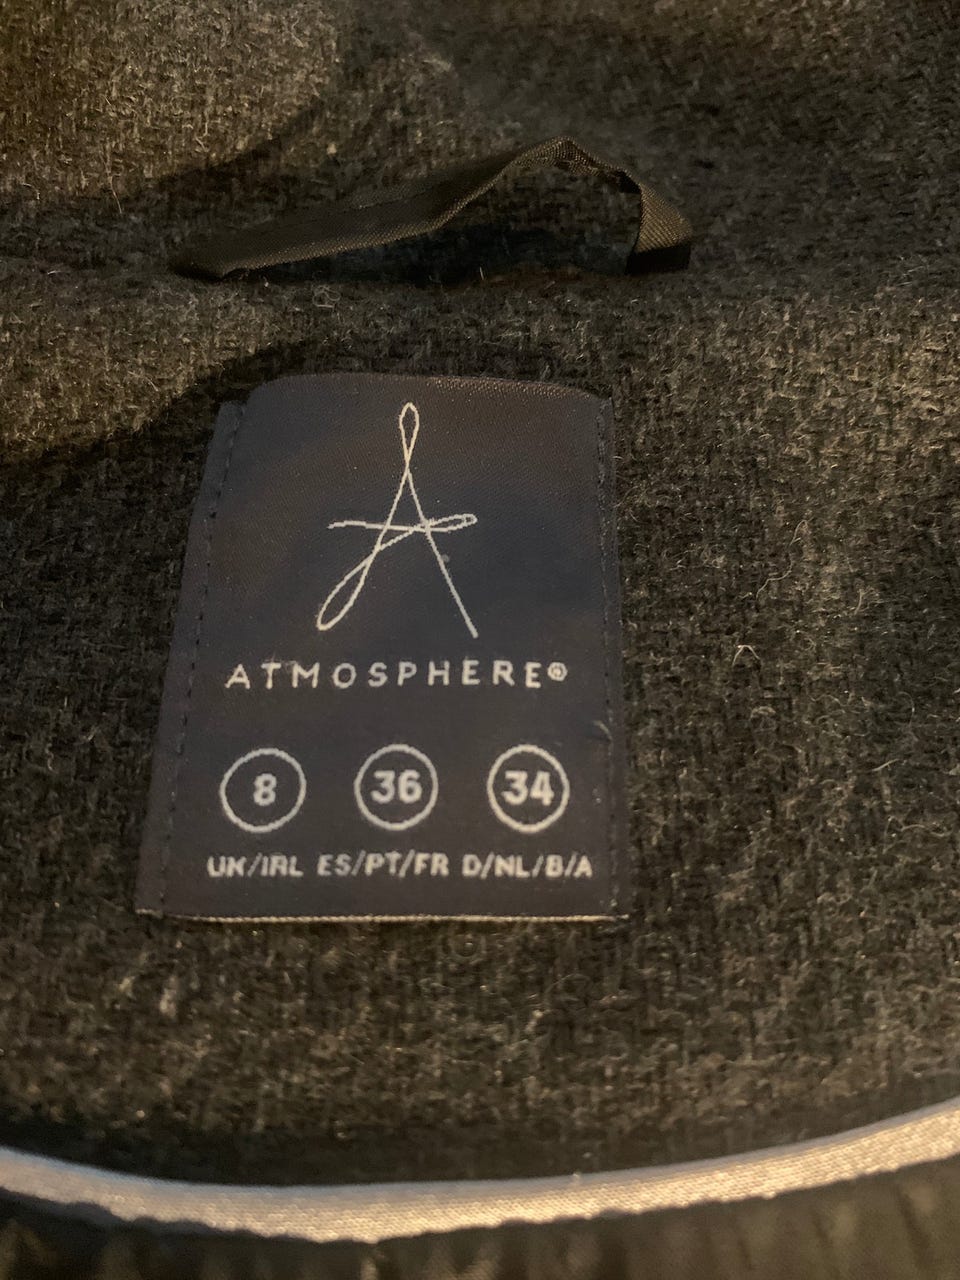 ATMOSPHERE®
8 36 34
UK/IRL ES/PT/FR D/NL/B/A